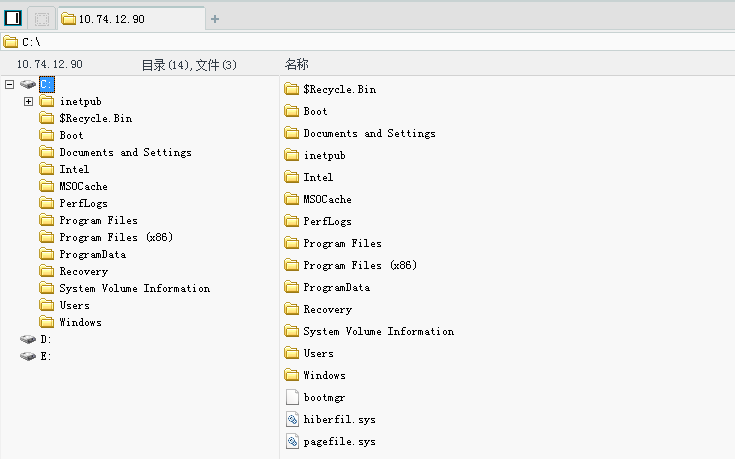 10.74.12.90
+
C:\
10.74.12.90 目录(14),文件(3)
C:
inetpub
$Recycle.Bin
Boot
Documents and Settings
Intel
MSOCache
PerfLogs
Program Files
Program Files (x86)
ProgramData
Recovery
System Volume Information
Users
Windows
D:
E:
名称
$Recycle.Bin
Boot
Documents and Settings
inetpub
Intel
MSOCache
PerfLogs
Program Files
Program Files (x86)
ProgramData
Recovery
System Volume Information
Users
Windows
bootmgr
hiberfil.sys
pagefile.sys